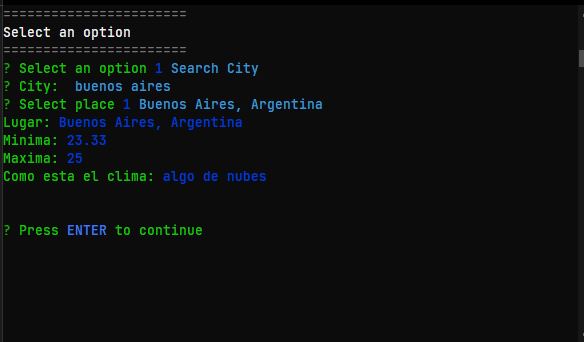 =======================
Select an option
=======================
? Select an option 1 Search City
? City:  buenos aires
? Select place 1 Buenos Aires, Argentina
Lugar: Buenos Aires, Argentina
Minima: 23.33
Maxima: 25
Como esta el clima: algo de nubes
? Press ENTER to continue